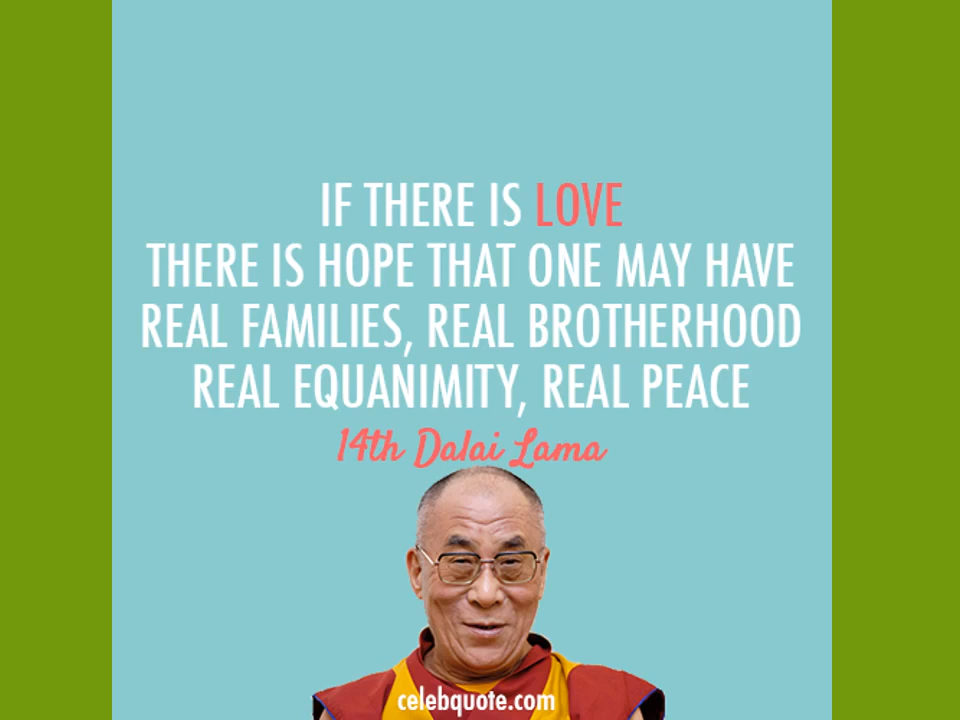 IF THERE IS LOVE
THERE IS HOPE THAT ONE MAY HAVE
REAL FAMILIES, REAL BROTHERHOOD
REAL EQUANIMITY, REAL PEACE
14th Dalai Lama
celebquote.com